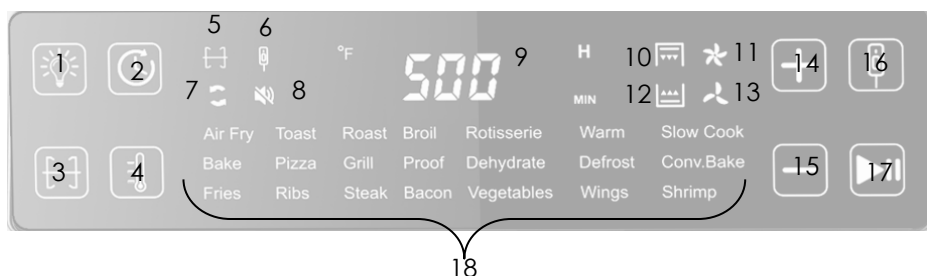 5 6
1 2 °F 500 9 H 10 11 14 16
7 8 MIN 12 13
Air Fry Toast Roast Broil Rotisserie Warm Slow Cook
3 4 Bake Pizza Grill Proof Dehydrate Defrost Conv.Bake 15 17
Fries Ribs Steak Bacon Vegetables Wings Shrimp
18